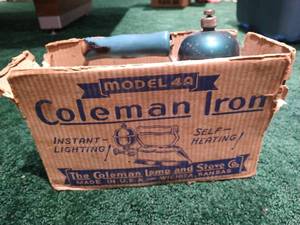 MODEL 4A
Coleman Iron
INSTANT-
LIGHTING!
SELF-
HEATING!
The Coleman Lamp and Stove Co.
MADE IN U.S.A. — WICHITA, KANSAS